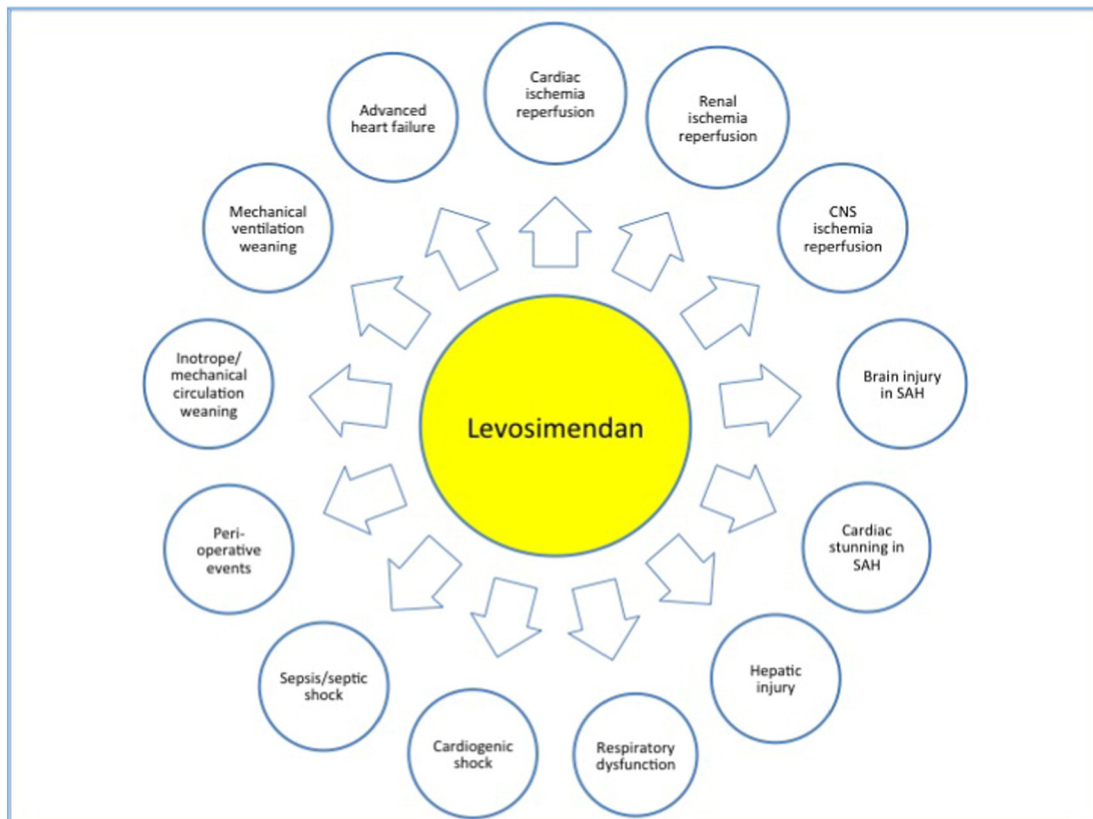 Cardiac
ischemia
reperfusion
Renal
ischemia
reperfusion
CNS
ischemia
reperfusion
Brain injury
in SAH
Cardiac
stunning in
SAH
Hepatic
injury
Respiratory
dysfunction
Cardiogenic
shock
Sepsis/septic
shock
Peri-
operative
events
Inotrope/
mechanical
circulation
weaning
Mechanical
ventilation
weaning
Advanced
heart failure
Levosimendan